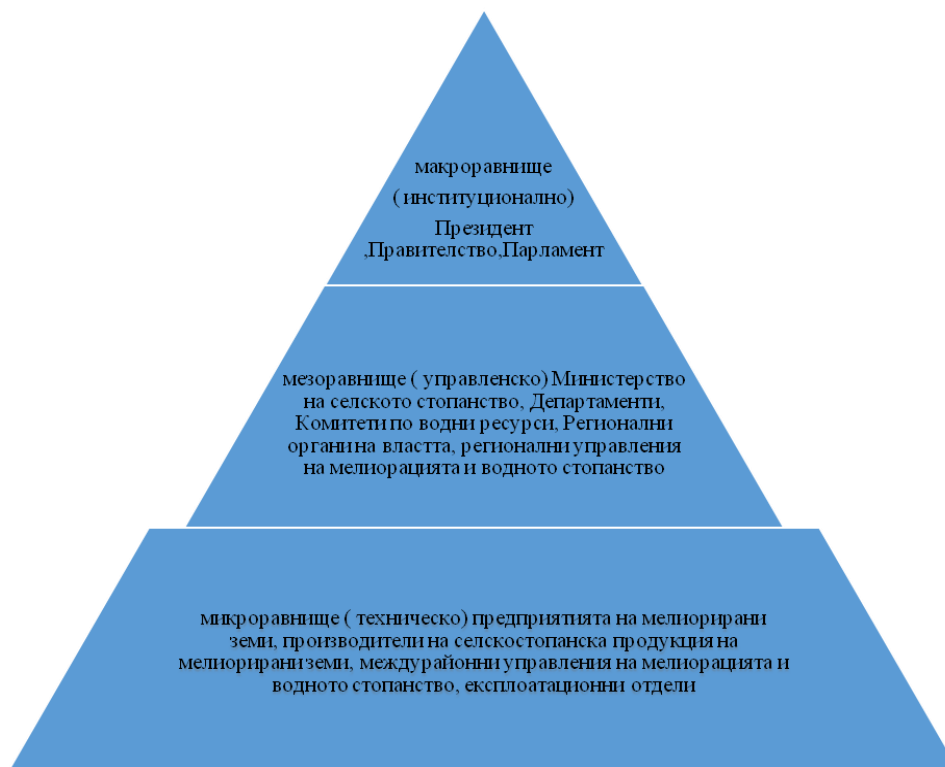 макроравнище
( институционално)
Президент
,Правителство,Парламент
мезоравнище ( управленско) Министерство
на селското стопанство, Департаменти,
Комитети по водни ресурси, Регионални
органи на властта, регионални управления
на мелиорацията и водното стопанство
микроравнище ( техническо) предприятията на мелиорирани
земи, производители на селскостопанска продукция на
мелиорирани земи, междурайонни управления на мелиорацията и
водното стопанство, експлоатационни отдели